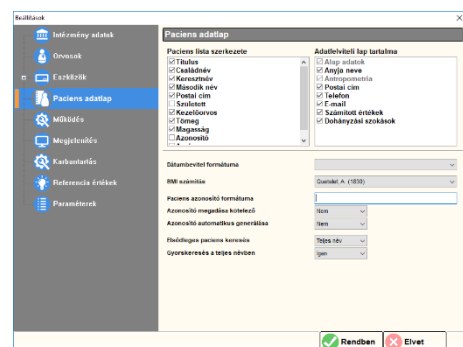 Beállítások
Intézmény adatok
Orvosok
Eszközök
Paciens adatlap
Működés
Megjelenítés
Karbantartás
Referencia értékek
Paraméterek
Paciens adatlap
Paciens lista szerkezete
Titulus
Családnév
Keresztnév
Második név
Postai cím
Született
Kezelőorvos
Tömeg
Magasság
Azonosító
Adatfelviteli lap tartalma
Alap adatok
Anyja neve
Antropometria
Postai cím
Telefon
E-mail
Számított értékek
Dohányzási szokások
Dátumbevitel formátuma
BMI számítás
Quetelet, A. (1830)
Paciens azonosító formátuma
Azonosító megadása kötelező
Nem
Azonosító automatikus generálása
Nem
Elsődleges paciens keresés
Teljes név
Gyorskeresés a teljes névben
Igen
Rendben
Elvet